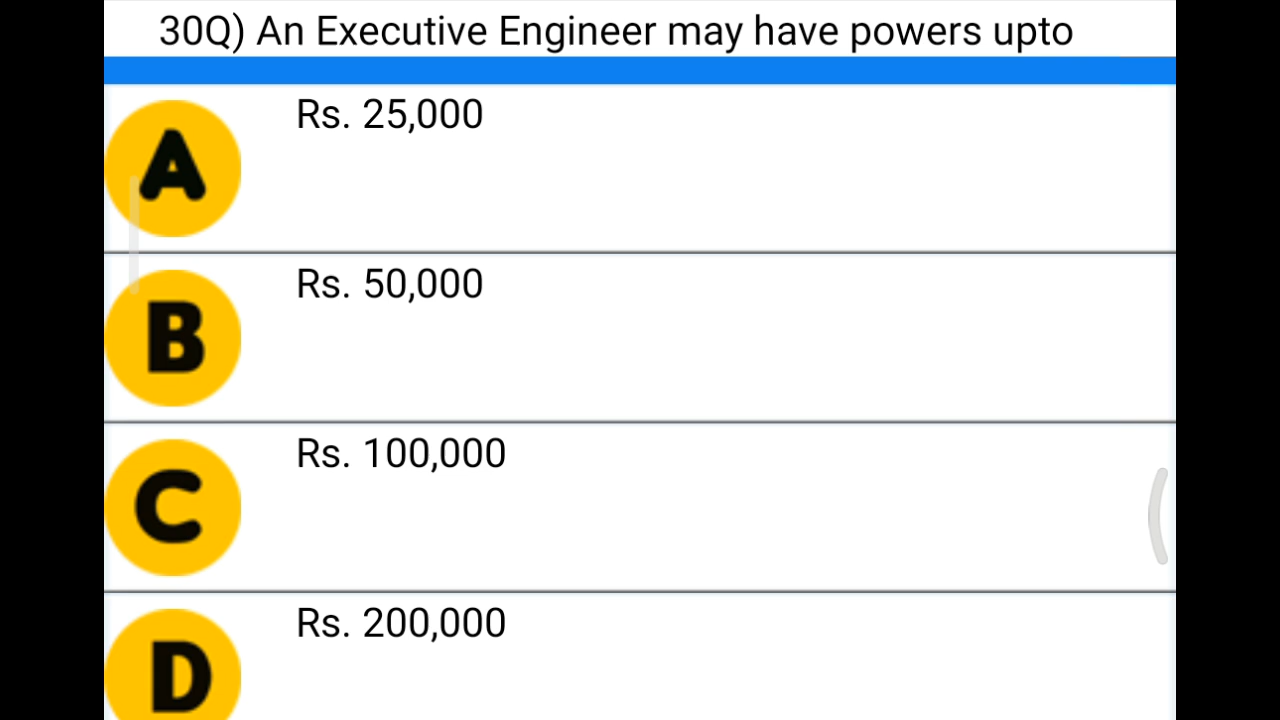 30Q) An Executive Engineer may have powers upto
A
Rs. 25,000
B
Rs. 50,000
C
Rs. 100,000
D
Rs. 200,000